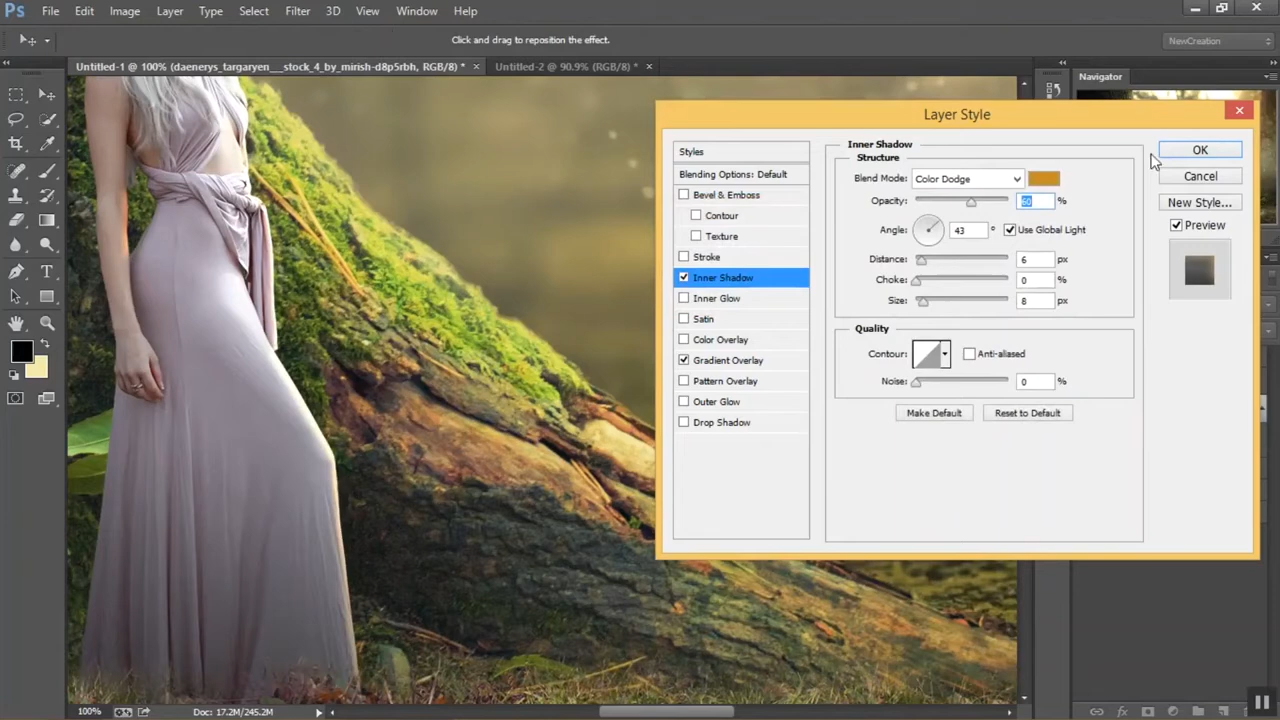 Ps File Edit Image Layer Type Select Filter 3D View Window Help
Click and drag to reposition the effect.
NewCreation
Untitled-1 @ 100% (daenerys_targaryen___stock_4_by_mirish-d8p5rbh, RGB/8) * ×
Untitled-2 @ 90.9% (RGB/8) * ×
Navigator
Layer Style
Styles
Blending Options: Default
Bevel & Emboss
Contour
Texture
Stroke
Inner Shadow
Inner Glow
Satin
Color Overlay
Gradient Overlay
Pattern Overlay
Outer Glow
Drop Shadow
Inner Shadow
Structure
Blend Mode: Color Dodge
Opacity: 60 %
Angle: 43 ° Use Global Light
Distance: 6 px
Choke: 0 %
Size: 8 px
Quality
Contour: Anti-aliased
Noise: 0 %
Make Default Reset to Default
OK
Cancel
New Style...
Preview
100% Doc: 17.2M/245.2M
fx